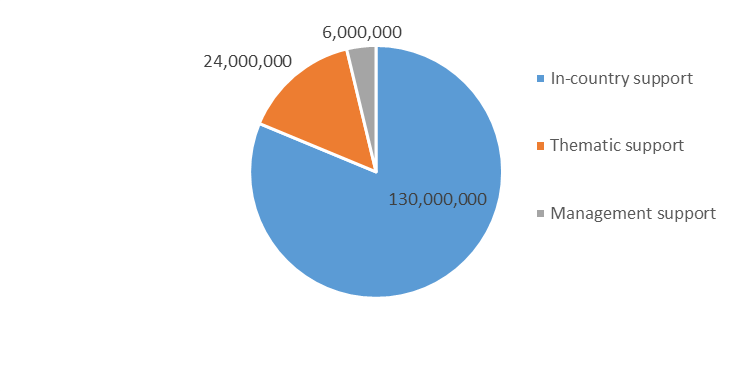 6,000,000
24,000,000
130,000,000
In-country support
Thematic support
Management support